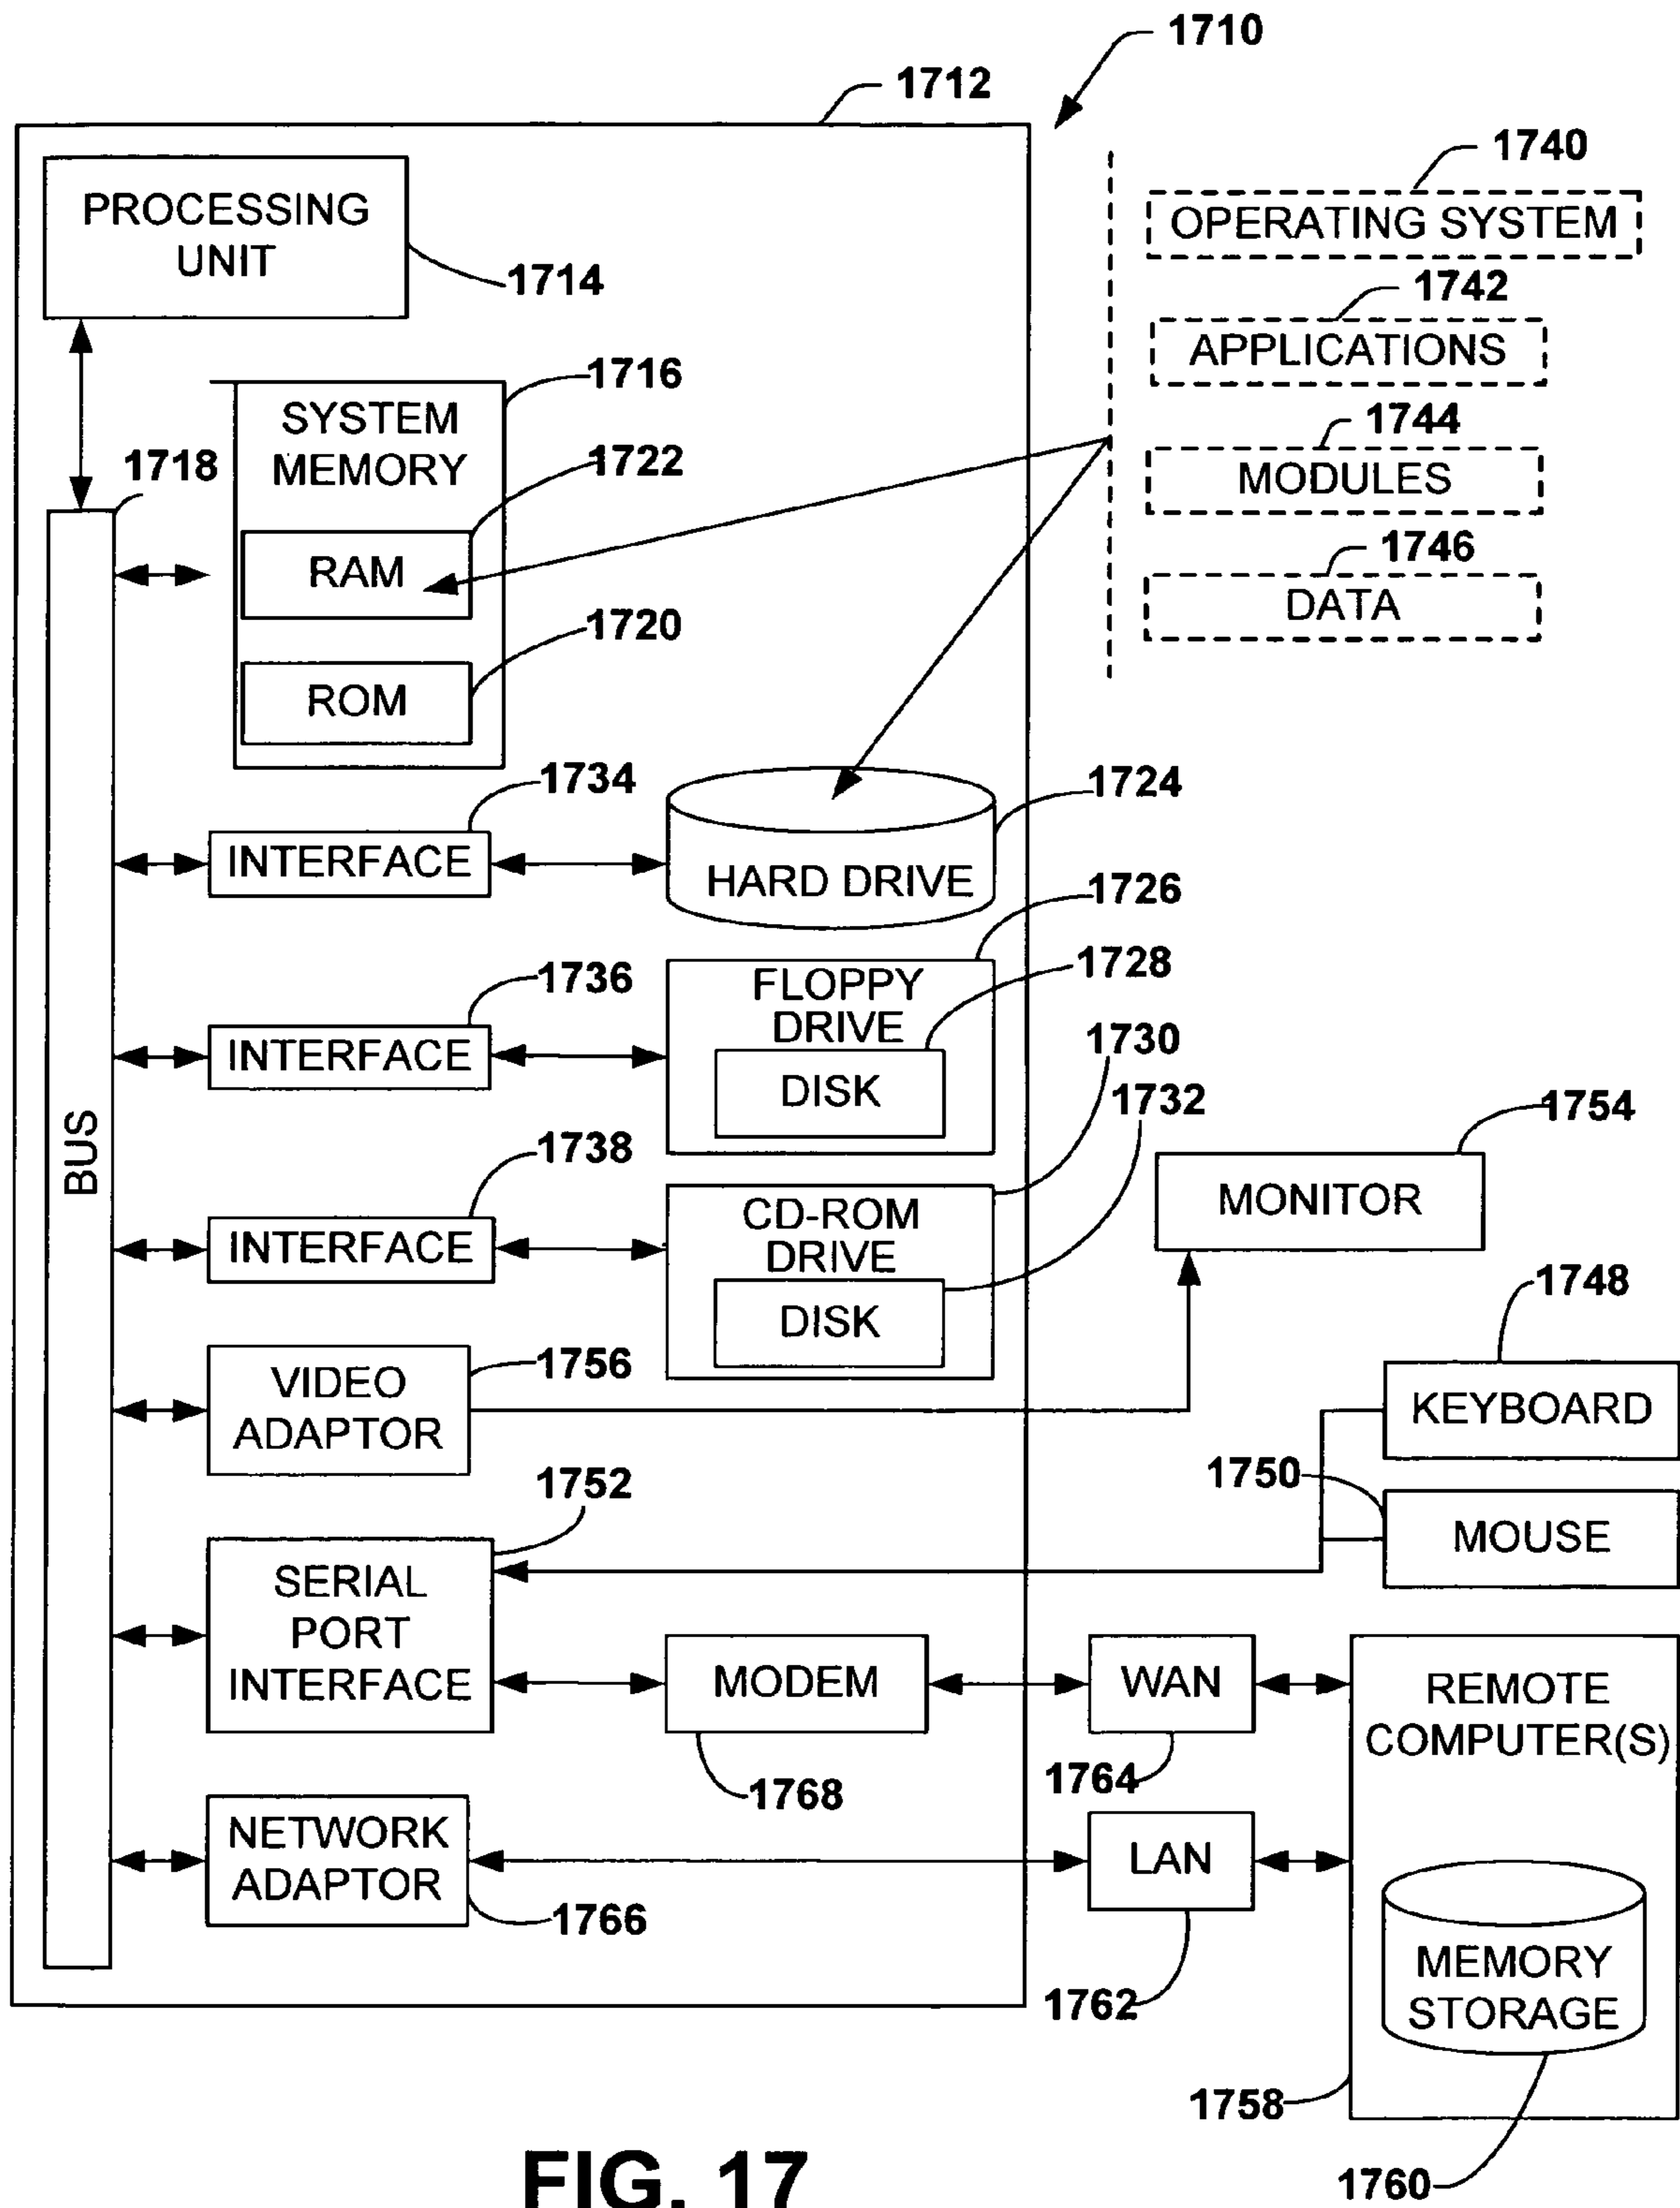 1710
1712
1740
PROCESSING
UNIT
1714
OPERATING SYSTEM
1742
APPLICATIONS
1716
SYSTEM
MEMORY
1744
MODULES
1718
1722
1746
RAM
DATA
1720
ROM
1734
1724
INTERFACE
HARD DRIVE
1726
1736
1728
FLOPPY
DRIVE
INTERFACE
1730
DISK
1732
1754
BUS
1738
MONITOR
CD-ROM
DRIVE
INTERFACE
1748
DISK
1756
VIDEO
ADAPTOR
KEYBOARD
1750
1752
MOUSE
SERIAL
PORT
INTERFACE
MODEM
WAN
REMOTE
COMPUTER(S)
1768
1764
NETWORK
ADAPTOR
LAN
1766
MEMORY
STORAGE
1762
1758
1760
FIG. 17